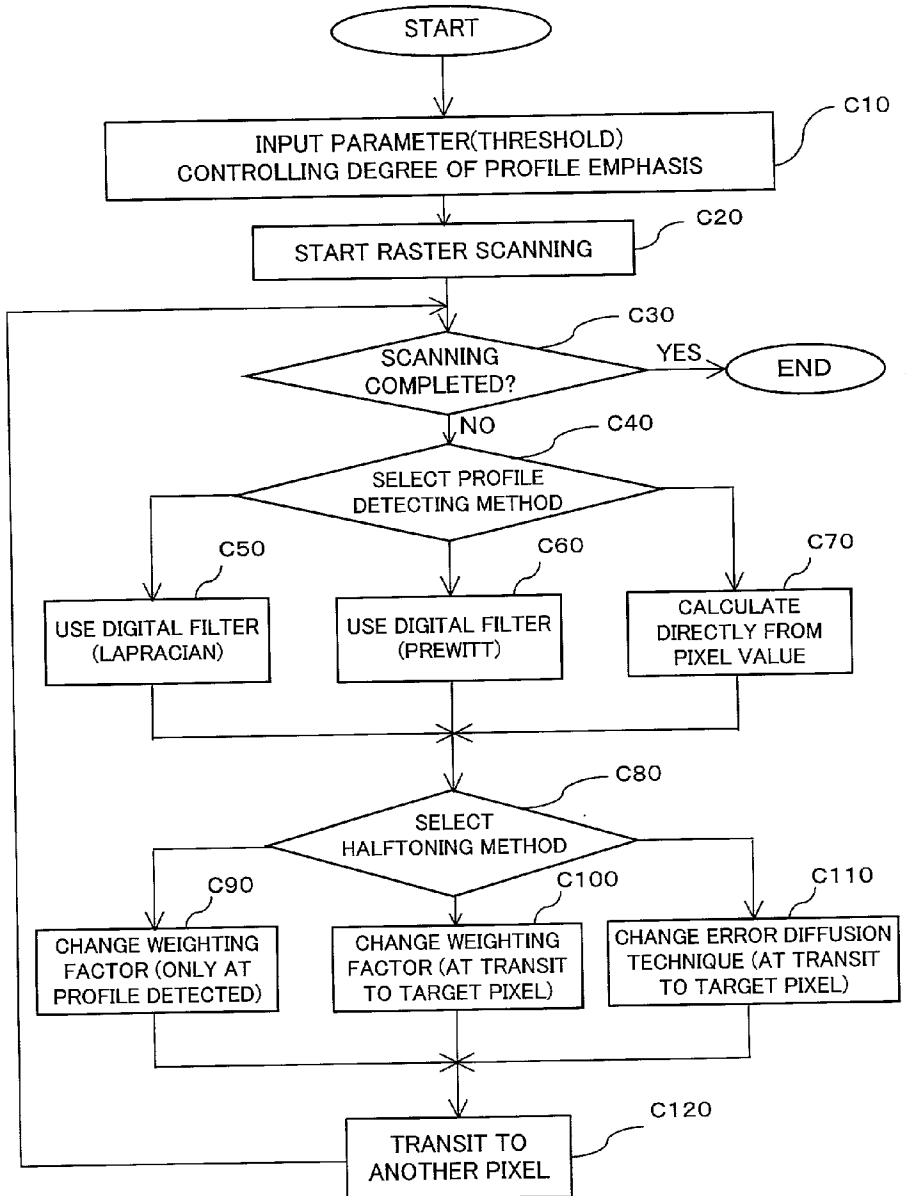 START
C10
INPUT PARAMETER(THRESHOLD)
CONTROLLING DEGREE OF PROFILE EMPHASIS
C20
START RASTER SCANNING
C30
SCANNING
COMPLETED?
YES
END
NO
C40
SELECT PROFILE
DETECTING METHOD
C50
USE DIGITAL FILTER
(LAPRACIAN)
C60
USE DIGITAL FILTER
(PREWITT)
C70
CALCULATE
DIRECTLY FROM
PIXEL VALUE
C80
SELECT
HALFTONING METHOD
C90
CHANGE WEIGHTING
FACTOR (ONLY AT
PROFILE DETECTED)
C100
CHANGE WEIGHTING
FACTOR (AT TRANSIT
TO TARGET PIXEL)
C110
CHANGE ERROR DIFFUSION
TECHNIQUE (AT TRANSIT
TO TARGET PIXEL)
C120
TRANSIT TO
ANOTHER PIXEL